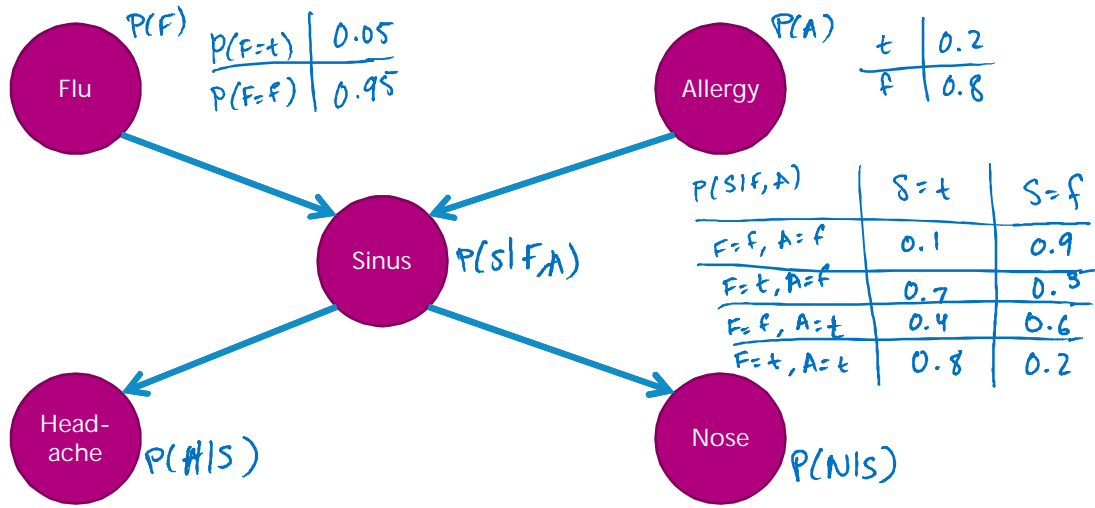 P(F)
P(F=t) 0.05
P(F=f) 0.95
Flu
P(A)
t 0.2
f 0.8
Allergy
P(S|F,A) S=t S=f
F=f, A=f 0.1 0.9
F=t, A=f 0.7 0.3
F=f, A=t 0.4 0.6
F=t, A=t 0.8 0.2
Sinus
P(S|F,A)
Head-
ache
P(H|S)
Nose
P(N|S)